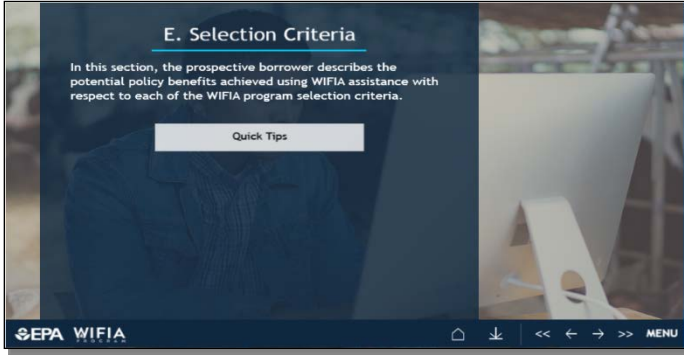 E. Selection Criteria
In this section, the prospective borrower describes the
potential policy benefits achieved using WIFIA assistance with
respect to each of the WIFIA program selection criteria.
Quick Tips
EPA WIFIA
PROGRAM
<< ← → >> MENU